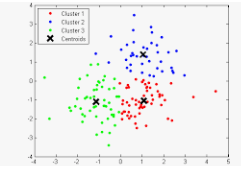 4
Cluster 1
Cluster 2
Cluster 3
Centroids
3
2
1
0
-1
-2
-3
-4
-4 -3 -2 -1 0 1 2 3 4 5